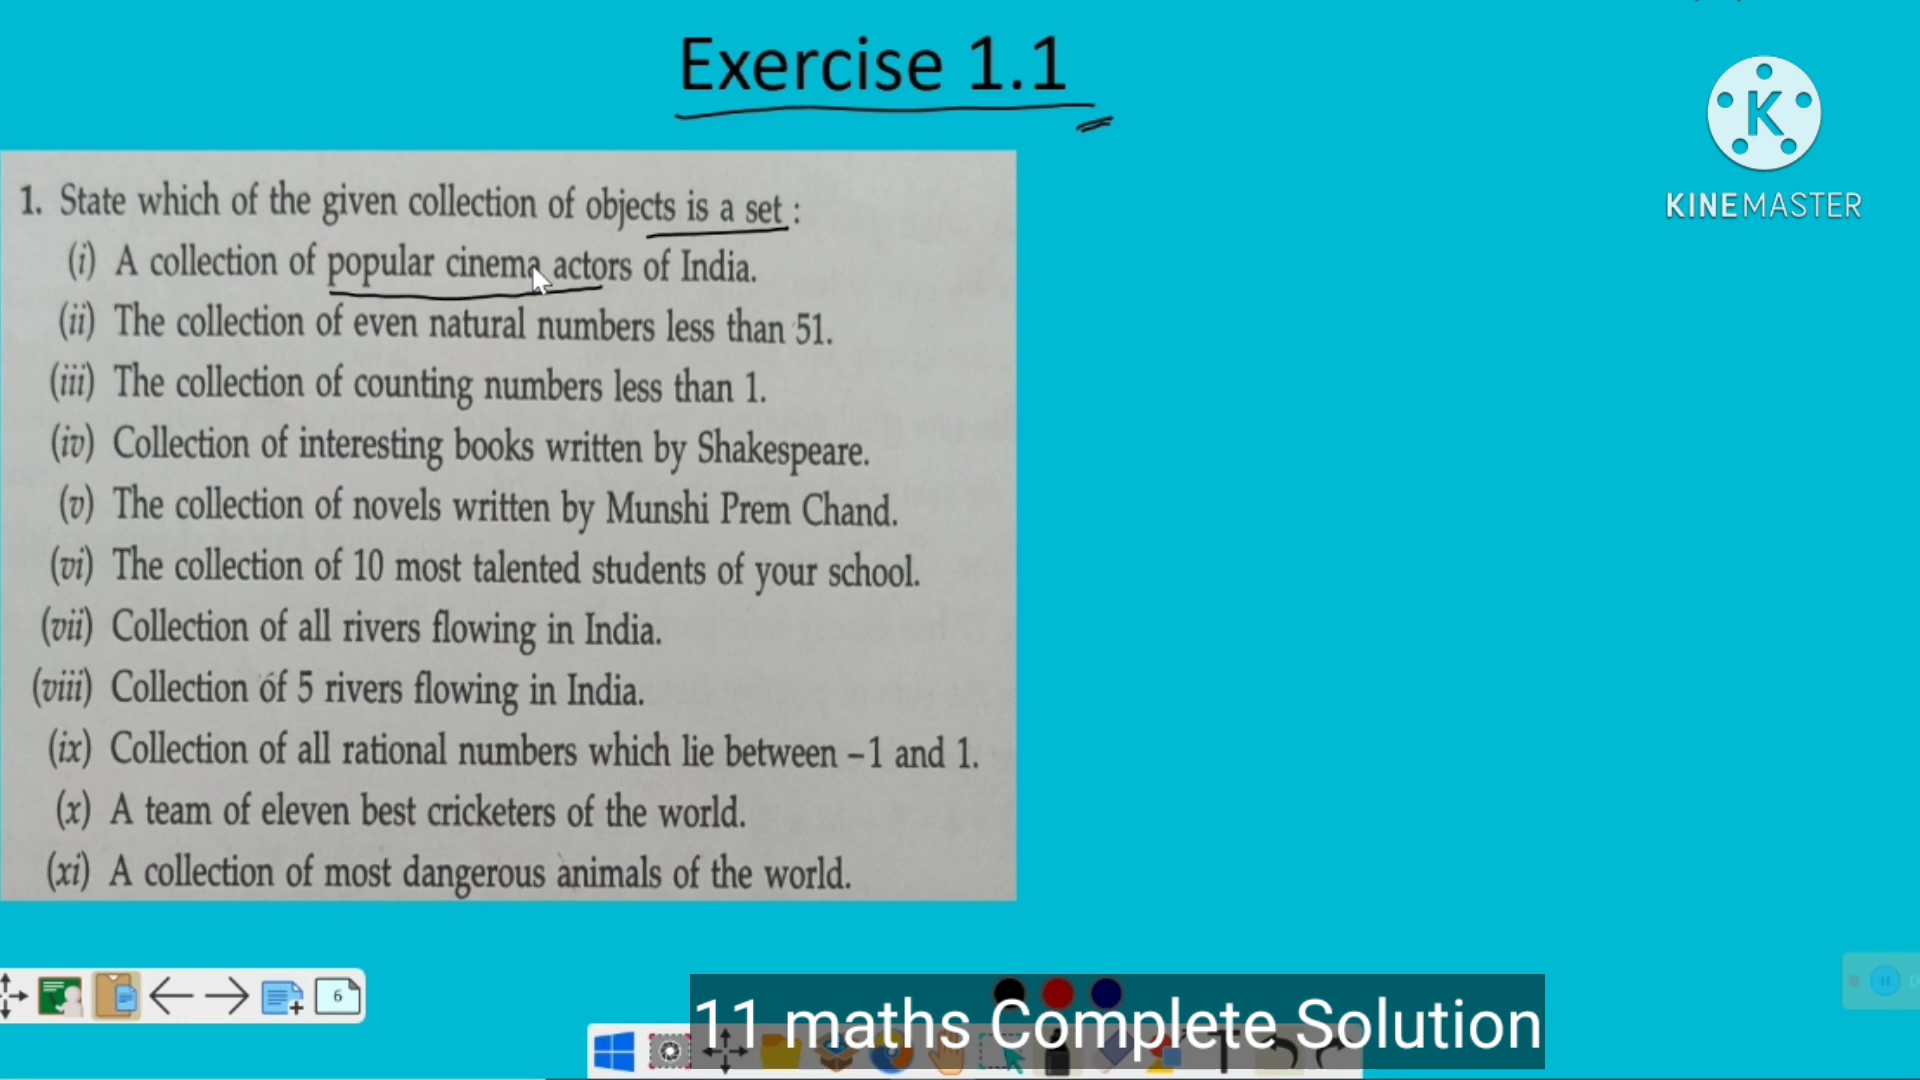 Exercise 1.1
K
KINEMASTER
1. State which of the given collection of objects is a set :
(i) A collection of popular cinema actors of India.
(ii) The collection of even natural numbers less than 51.
(iii) The collection of counting numbers less than 1.
(iv) Collection of interesting books written by Shakespeare.
(v) The collection of novels written by Munshi Prem Chand.
(vi) The collection of 10 most talented students of your school.
(vii) Collection of all rivers flowing in India.
(viii) Collection of 5 rivers flowing in India.
(ix) Collection of all rational numbers which lie between –1 and 1.
(x) A team of eleven best cricketers of the world.
(xi) A collection of most dangerous animals of the world.
6
11 maths Complete Solution